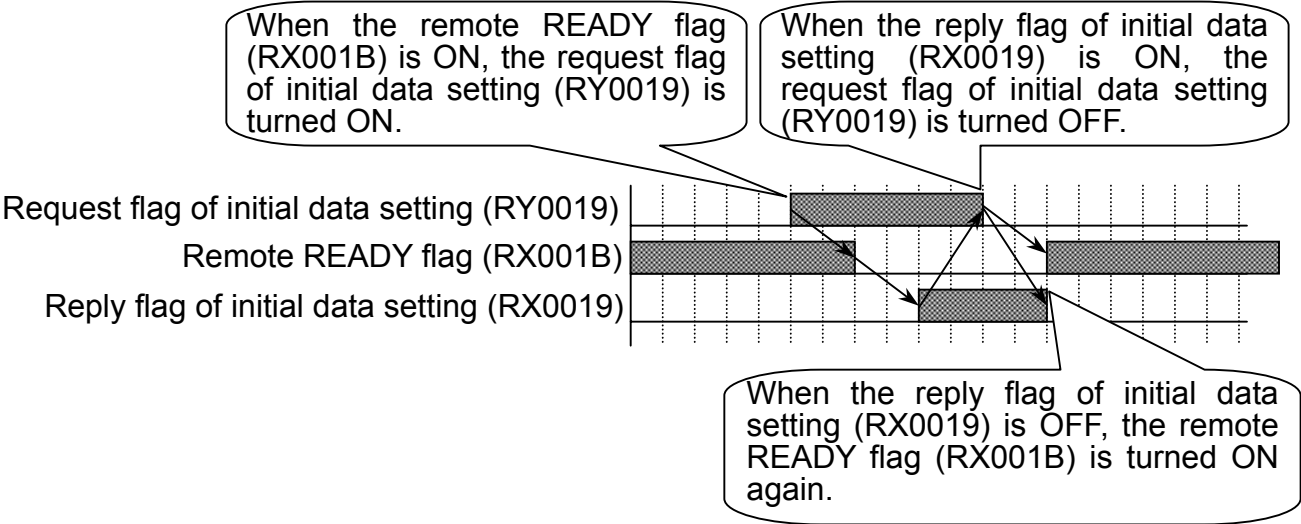 When the remote READY flag
(RX001B) is ON, the request flag
of initial data setting (RY0019) is
turned ON.
When the reply flag of initial data
setting (RX0019) is ON, the
request flag of initial data setting
(RY0019) is turned OFF.
Request flag of initial data setting (RY0019)
Remote READY flag (RX001B)
Reply flag of initial data setting (RX0019)
When the reply flag of initial data
setting (RX0019) is OFF, the remote
READY flag (RX001B) is turned ON
again.